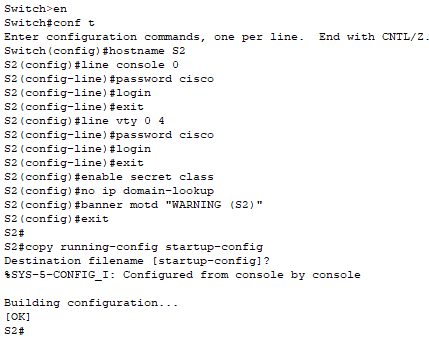 Switch>en
Switch#conf t
Enter configuration commands, one per line.  End with CNTL/Z.
Switch(config)#hostname S2
S2(config)#line console 0
S2(config-line)#password cisco
S2(config-line)#login
S2(config-line)#exit
S2(config)#line vty 0 4
S2(config-line)#password cisco
S2(config-line)#login
S2(config-line)#exit
S2(config)#enable secret class
S2(config)#no ip domain-lookup
S2(config)#banner motd "WARNING (S2)"
S2(config)#exit
S2#
S2#copy running-config startup-config
Destination filename [startup-config]?
%SYS-5-CONFIG_I: Configured from console by console
Building configuration...
[OK]
S2#